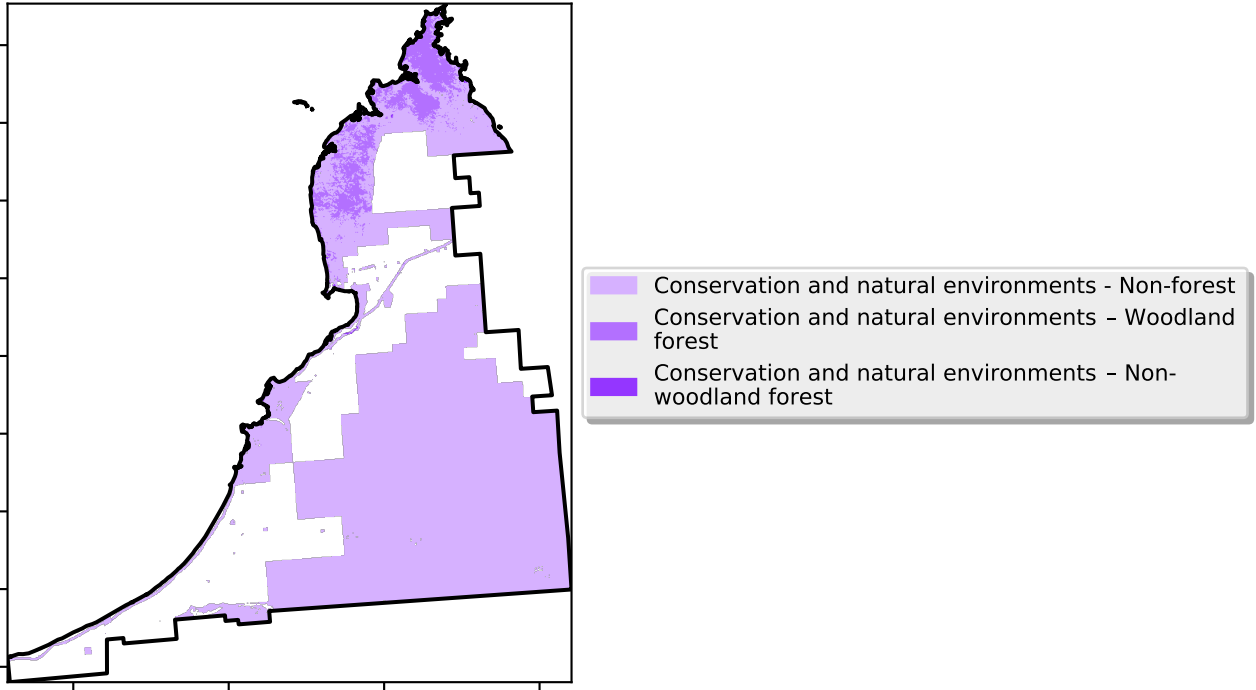 Conservation and natural environments - Non-forest
Conservation and natural environments – Woodland
forest
Conservation and natural environments – Non-
woodland forest